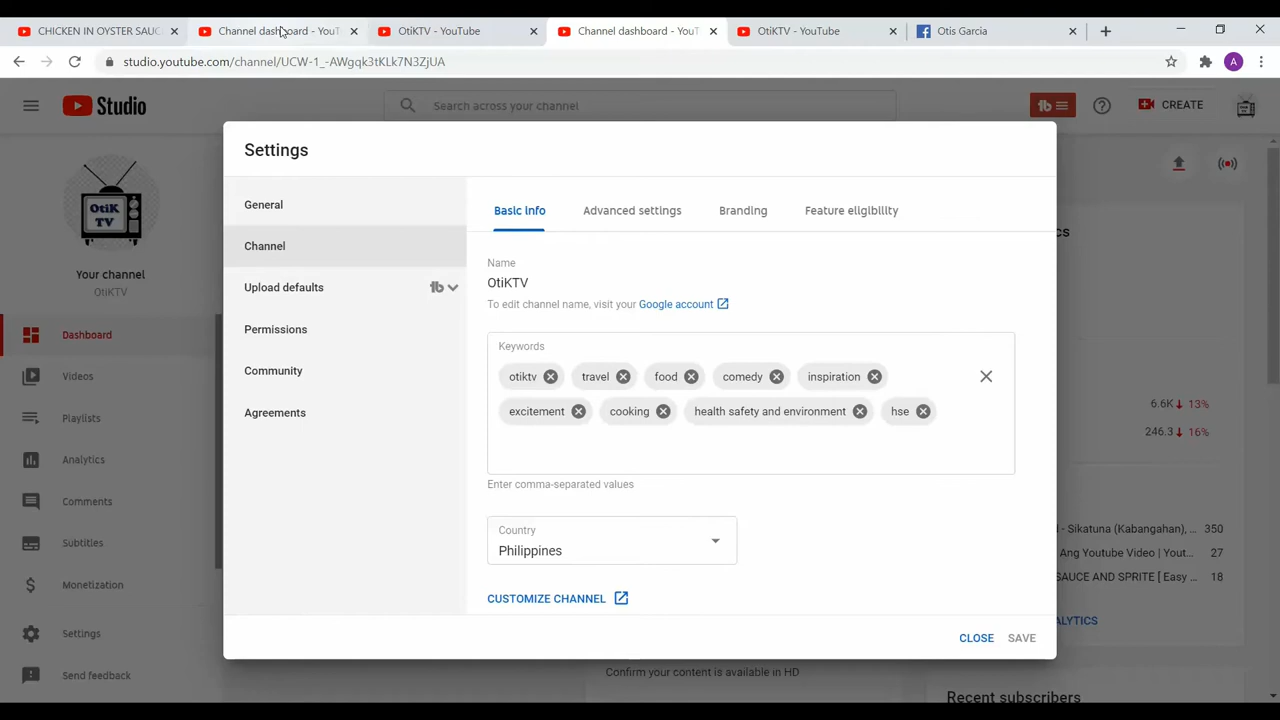 CHICKEN IN OYSTER SAUC
Channel dashboard - YouT
OtiKTV - YouTube
Channel dashboard - YouT
OtiKTV - YouTube
Otis Garcia
studio.youtube.com/channel/UCW-1_-AWgqk3tKLk7N3ZjUA
A
Studio
Search across your channel
tb
CREATE
OtiK
TV
Your channel
OtiKTV
Dashboard
Videos
Playlists
Analytics
Comments
Subtitles
Monetization
Settings
Send feedback
Settings
General
Channel
Upload defaults
tb
Permissions
Community
Agreements
Basic info
Advanced settings
Branding
Feature eligibility
Name
OtiKTV
To edit channel name, visit your Google account
Keywords
otiktv
travel
food
comedy
inspiration
excitement
cooking
health safety and environment
hse
Enter comma-separated values
Country
Philippines
CUSTOMIZE CHANNEL
CLOSE
SAVE
cs
6.6K 13%
246.3 16%
- Sikatuna (Kabangahan), ... 350
Ang Youtube Video | Yout... 27
SAUCE AND SPRITE [ Easy ... 18
ALYTICS
Confirm your content is available in HD
Recent subscribers